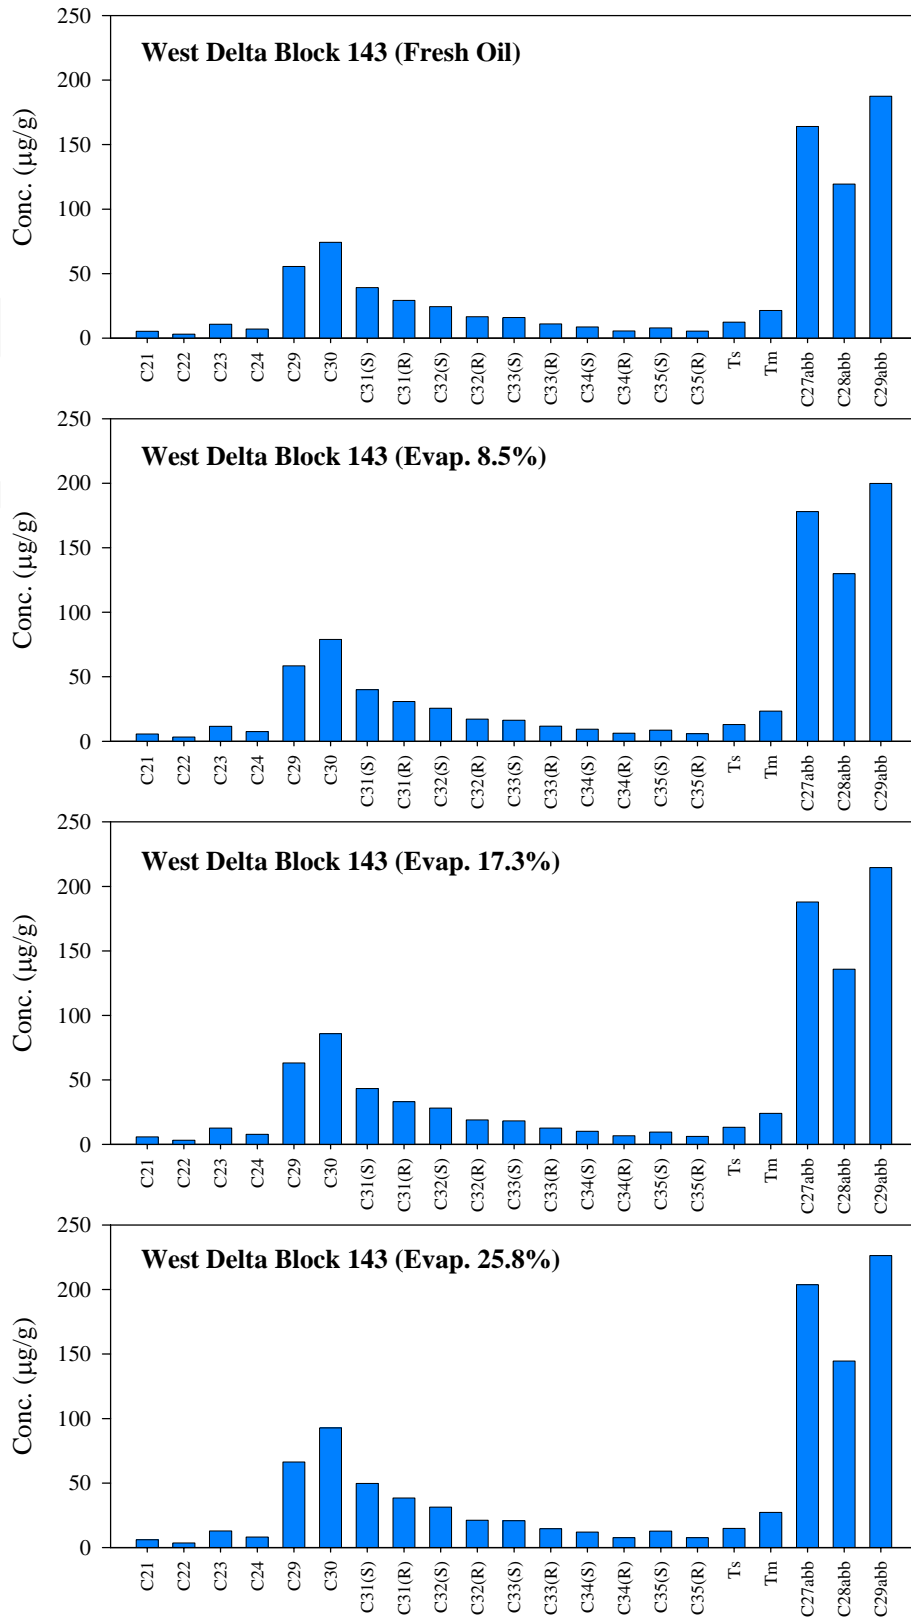 West Delta Block 143 (Fresh Oil)
Conc. (µg/g)
250
200
150
100
50
0
C21 C22 C23 C24 C29 C30 C31(S) C31(R) C32(S) C32(R) C33(S) C33(R) C34(S) C34(R) C35(S) C35(R) Ts Tm C27abb C28abb C29abb
West Delta Block 143 (Evap. 8.5%)
Conc. (µg/g)
250
200
150
100
50
0
C21 C22 C23 C24 C29 C30 C31(S) C31(R) C32(S) C32(R) C33(S) C33(R) C34(S) C34(R) C35(S) C35(R) Ts Tm C27abb C28abb C29abb
West Delta Block 143 (Evap. 17.3%)
Conc. (µg/g)
250
200
150
100
50
0
C21 C22 C23 C24 C29 C30 C31(S) C31(R) C32(S) C32(R) C33(S) C33(R) C34(S) C34(R) C35(S) C35(R) Ts Tm C27abb C28abb C29abb
West Delta Block 143 (Evap. 25.8%)
Conc. (µg/g)
250
200
150
100
50
0
C21 C22 C23 C24 C29 C30 C31(S) C31(R) C32(S) C32(R) C33(S) C33(R) C34(S) C34(R) C35(S) C35(R) Ts Tm C27abb C28abb C29abb